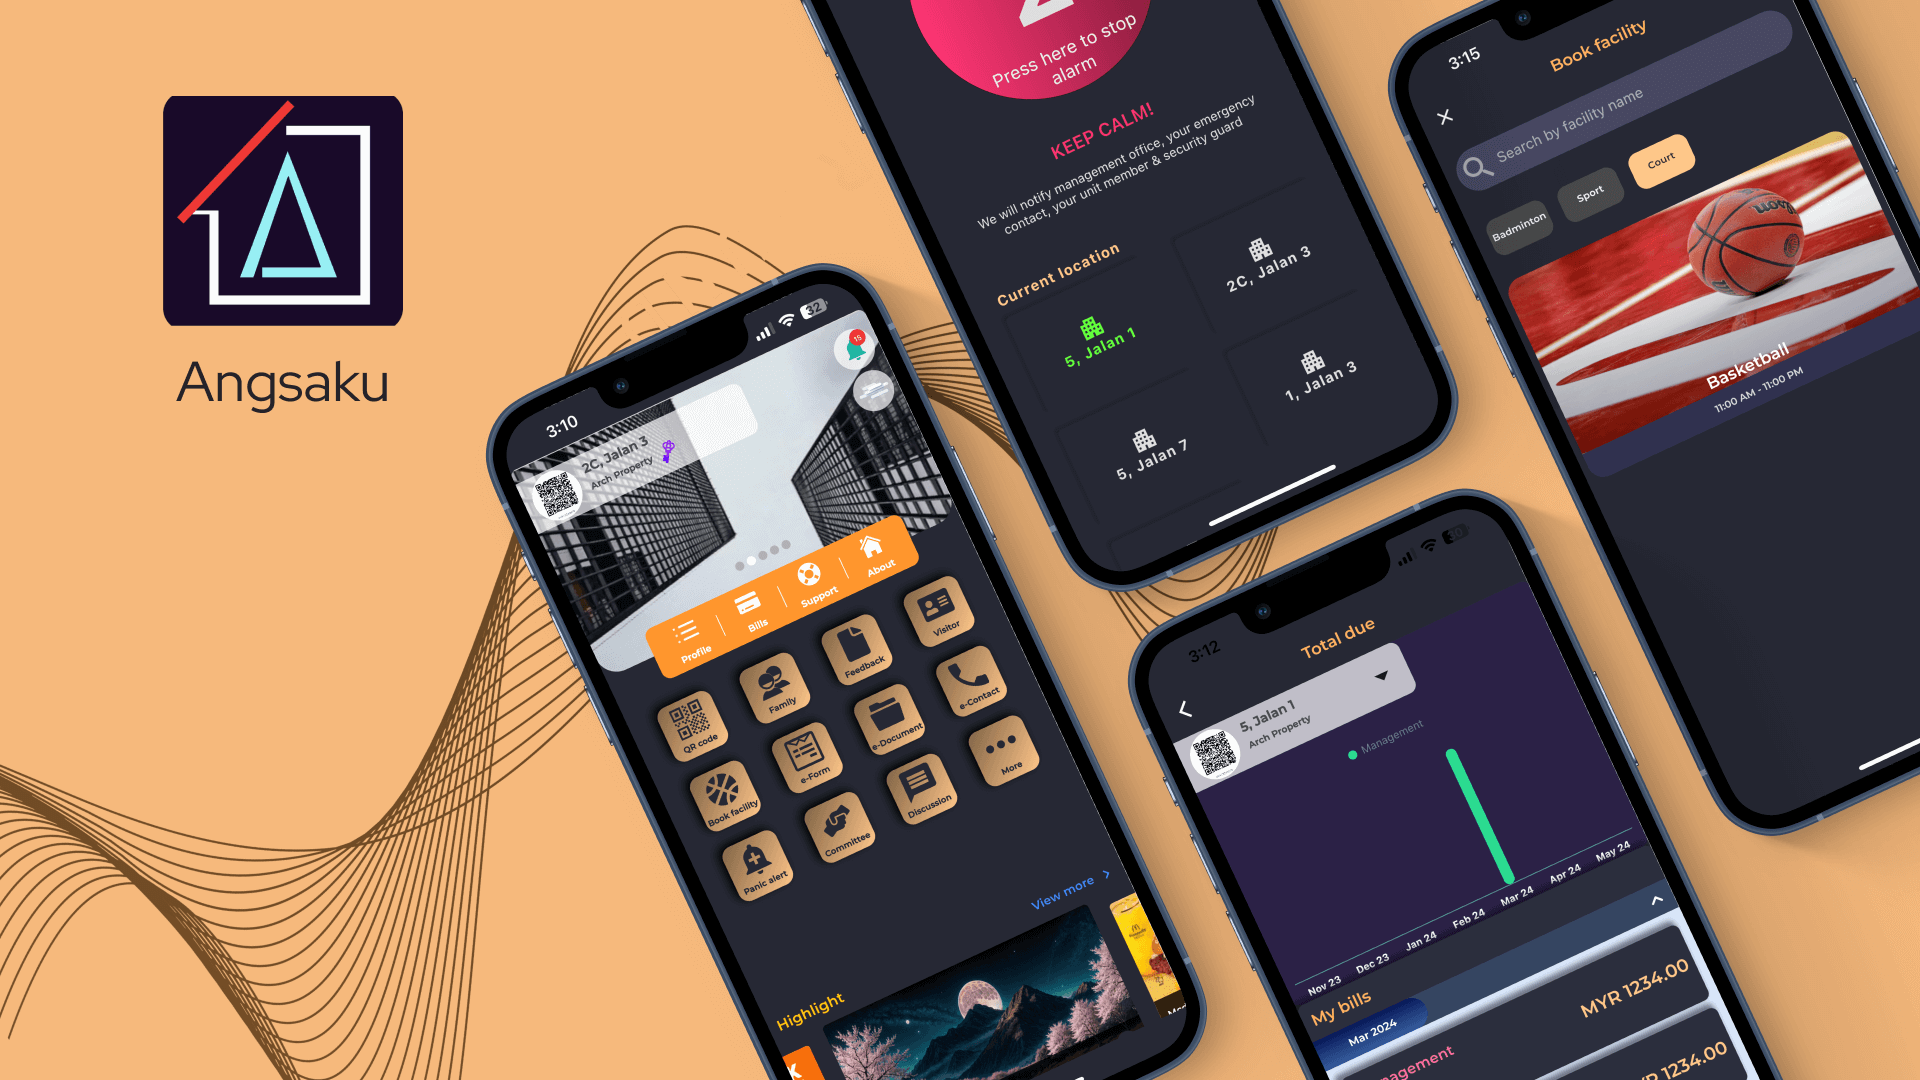 Angsaku
3:10
32
15
2C, Jalan 3
Arch Property
Profile
Bills
Support
About
QR code
Family
Feedback
Visitor
Book facility
e-Form
e-Document
e-Contact
Panic alert
Committee
Discussion
More
View more
Highlight
Press here to stop
alarm
KEEP CALM!
We will notify management office, your emergency
contact, your unit member & security guard
Current location
5, Jalan 1
2C, Jalan 3
5, Jalan 7
1, Jalan 3
3:15
Book facility
Search by facility name
Badminton
Sport
Court
Wilson
Basketball
11:00 AM - 11:00 PM
3:12
30
Total due
5, Jalan 1
Arch Property
Management
Nov 23
Dec 23
Jan 24
Feb 24
Mar 24
Apr 24
May 24
My bills
Mar 2024
MYR 1234.00
1234.00